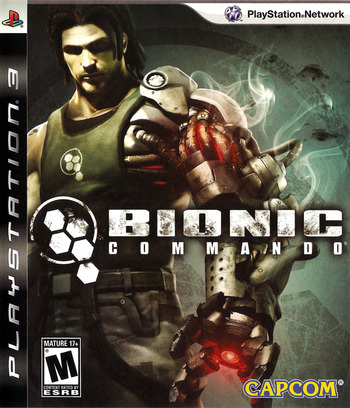 PlayStation®Network
PLAYSTATION 3
BIONIC
COMMANDO
MATURE 17+
M
CONTENT RATED BY
ESRB
CAPCOM